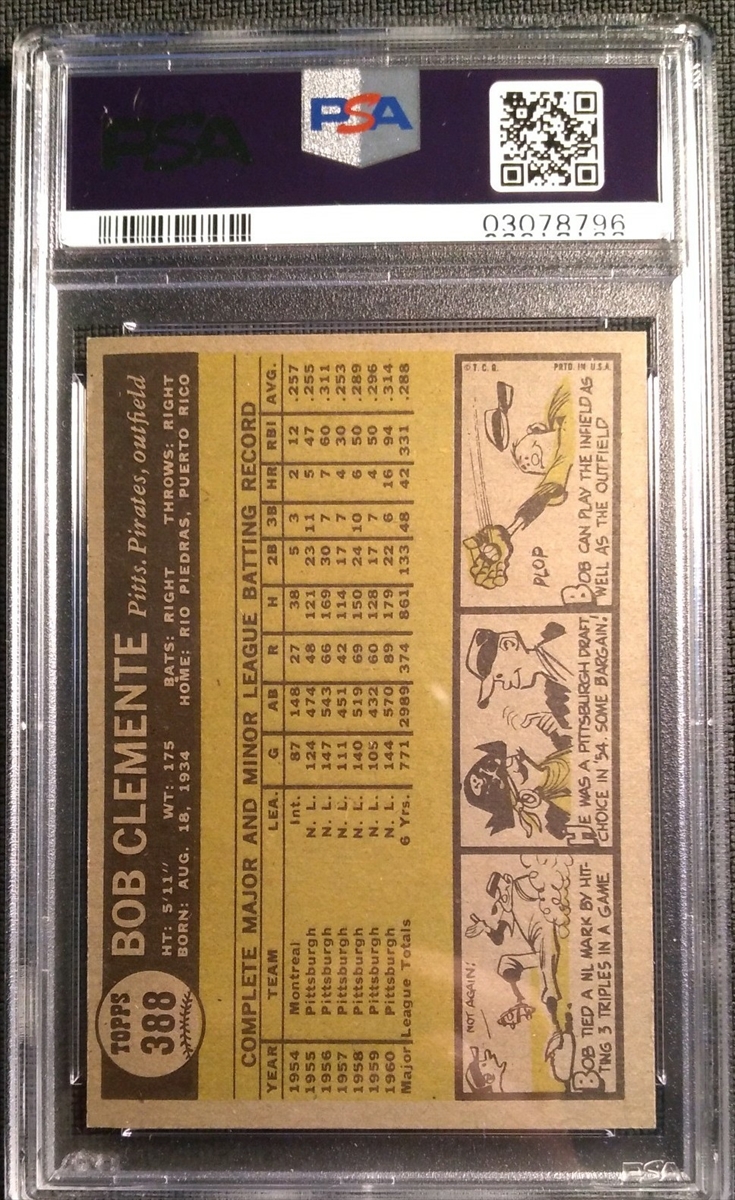 PSA
PSA
03078796
TOPPS
388
BOB CLEMENTE Pitts. Pirates, outfield
HT: 5'11" WT: 175 BATS: RIGHT THROWS: RIGHT
BORN: AUG. 18, 1934 HOME: RIO PIEDRAS, PUERTO RICO
COMPLETE MAJOR AND MINOR LEAGUE BATTING RECORD
YEAR TEAM LEA. G AB R H 2B 3B HR RBI AVG.
1954 Montreal Int. 87 148 27 38 5 3 2 12 .257
1955 Pittsburgh N. L. 124 474 48 121 23 11 5 47 .255
1956 Pittsburgh N. L. 147 543 66 169 30 7 7 60 .311
1957 Pittsburgh N. L. 111 451 42 114 17 7 4 30 .253
1958 Pittsburgh N. L. 140 519 69 150 24 10 6 50 .289
1959 Pittsburgh N. L. 105 432 60 128 17 7 4 50 .296
1960 Pittsburgh N. L. 144 570 89 179 22 6 16 94 .314
Major League Totals 6 Yrs. 771 2989 374 861 133 48 42 331 .288
NOT AGAIN!
BOB TIED A NL MARK BY HIT-
TING 3 TRIPLES IN A GAME
HE WAS A PITTSBURGH DRAFT
CHOICE IN '54. SOME BARGAIN!
© T. C. G. PRTD. IN U.S.A.
PLOP
BOB CAN PLAY THE INFIELD AS
WELL AS THE OUTFIELD
PSA